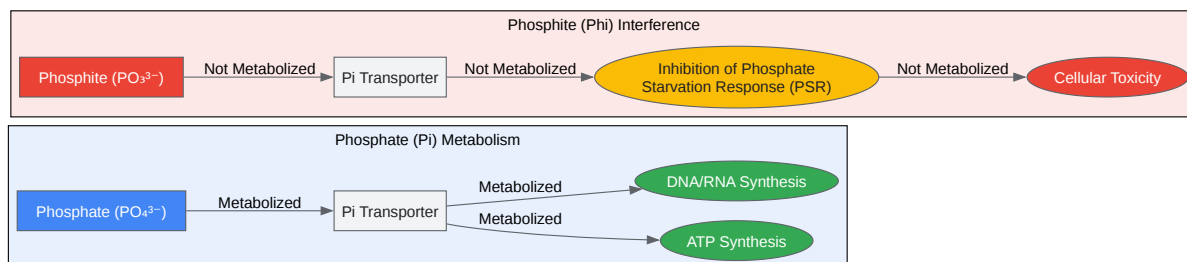 Phosphite (Phi) Interference
Phosphite (PO₃³⁻)
Not Metabolized
Pi Transporter
Not Metabolized
Inhibition of Phosphate
Starvation Response (PSR)
Not Metabolized
Cellular Toxicity
Phosphate (Pi) Metabolism
Phosphate (PO₄³⁻)
Metabolized
Pi Transporter
Metabolized
DNA/RNA Synthesis
Metabolized
ATP Synthesis